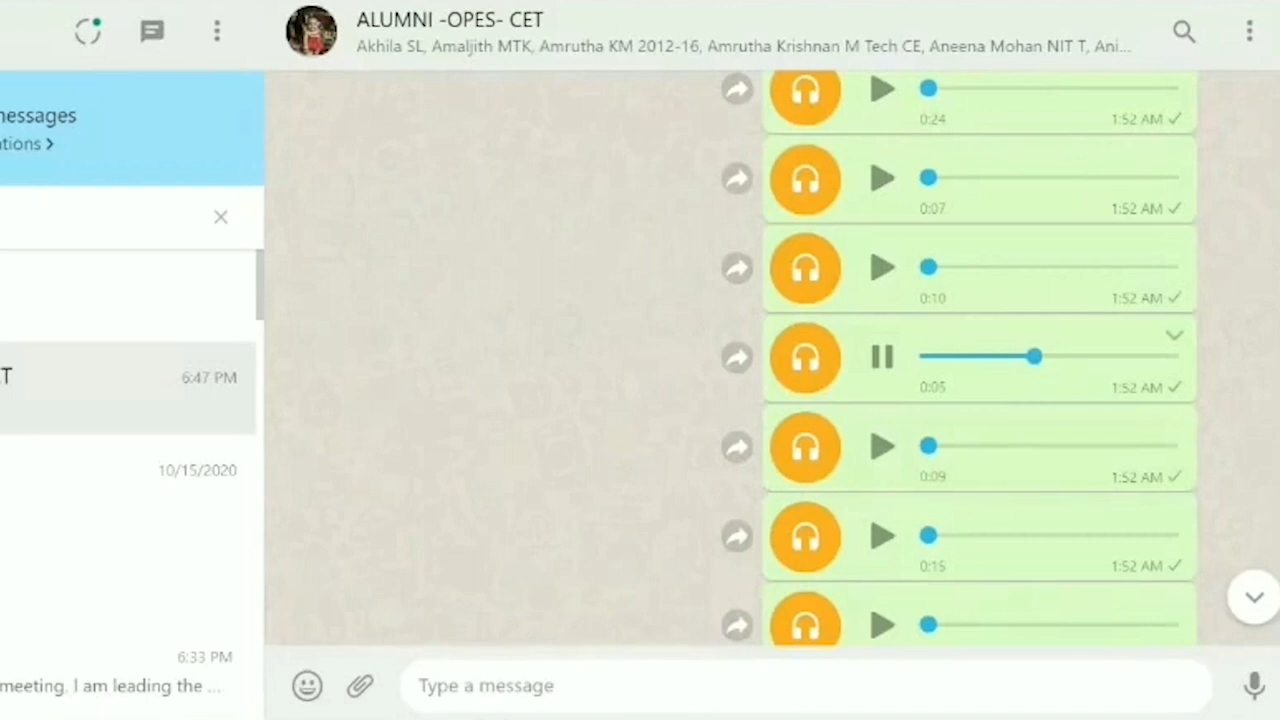 ALUMNI -OPES- CET
Akhila SL, Amaljith MTK, Amrutha KM 2012-16, Amrutha Krishnan M Tech CE, Aneena Mohan NIT T, Ani...
messages
tions >
T
6:47 PM
10/15/2020
6:33 PM
meeting. I am leading the ...
0:24
1:52 AM
0:07
1:52 AM
0:10
1:52 AM
0:05
1:52 AM
0:09
1:52 AM
0:15
1:52 AM
Type a message